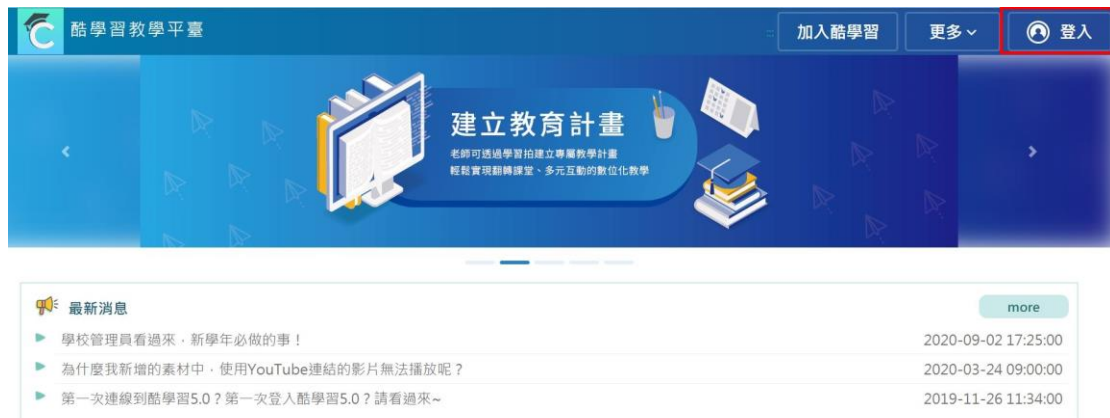 酷學習教學平臺
加入酷學習
更多
登入
建立教育計畫
老師可透過學習拍建立專屬教學計畫
輕鬆實現翻轉課堂、多元互動的數位化教學
最新消息
more
學校管理員看過來，新學年必做的事！ 2020-09-02 17:25:00
為什麼我新增的素材中，使用YouTube連結的影片無法播放呢？ 2020-03-24 09:00:00
第一次連線到酷學習5.0？第一次登入酷學習5.0？請看過來~ 2019-11-26 11:34:00